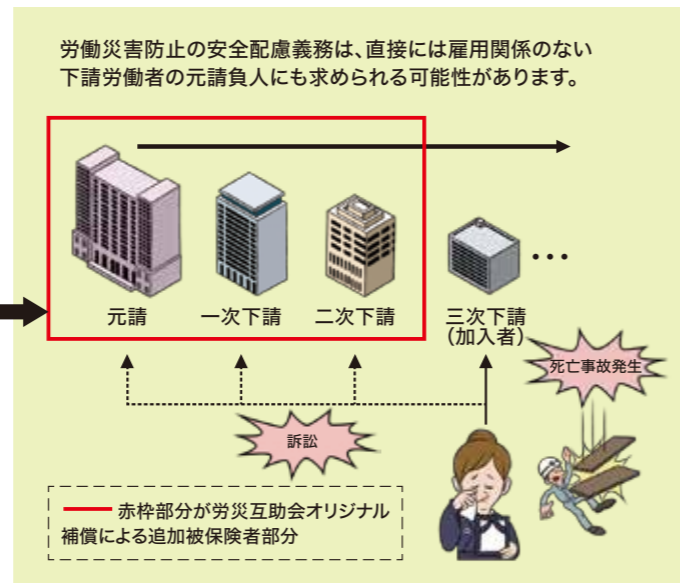 労働災害防止の安全配慮義務は、直接には雇用関係のない
下請労働者の元請負人にも求められる可能性があります。
元請
一次下請
二次下請
三次下請
(加入者)
…
死亡事故発生
訴訟
赤枠部分が労災互助会オリジナル
補償による追加被保険者部分